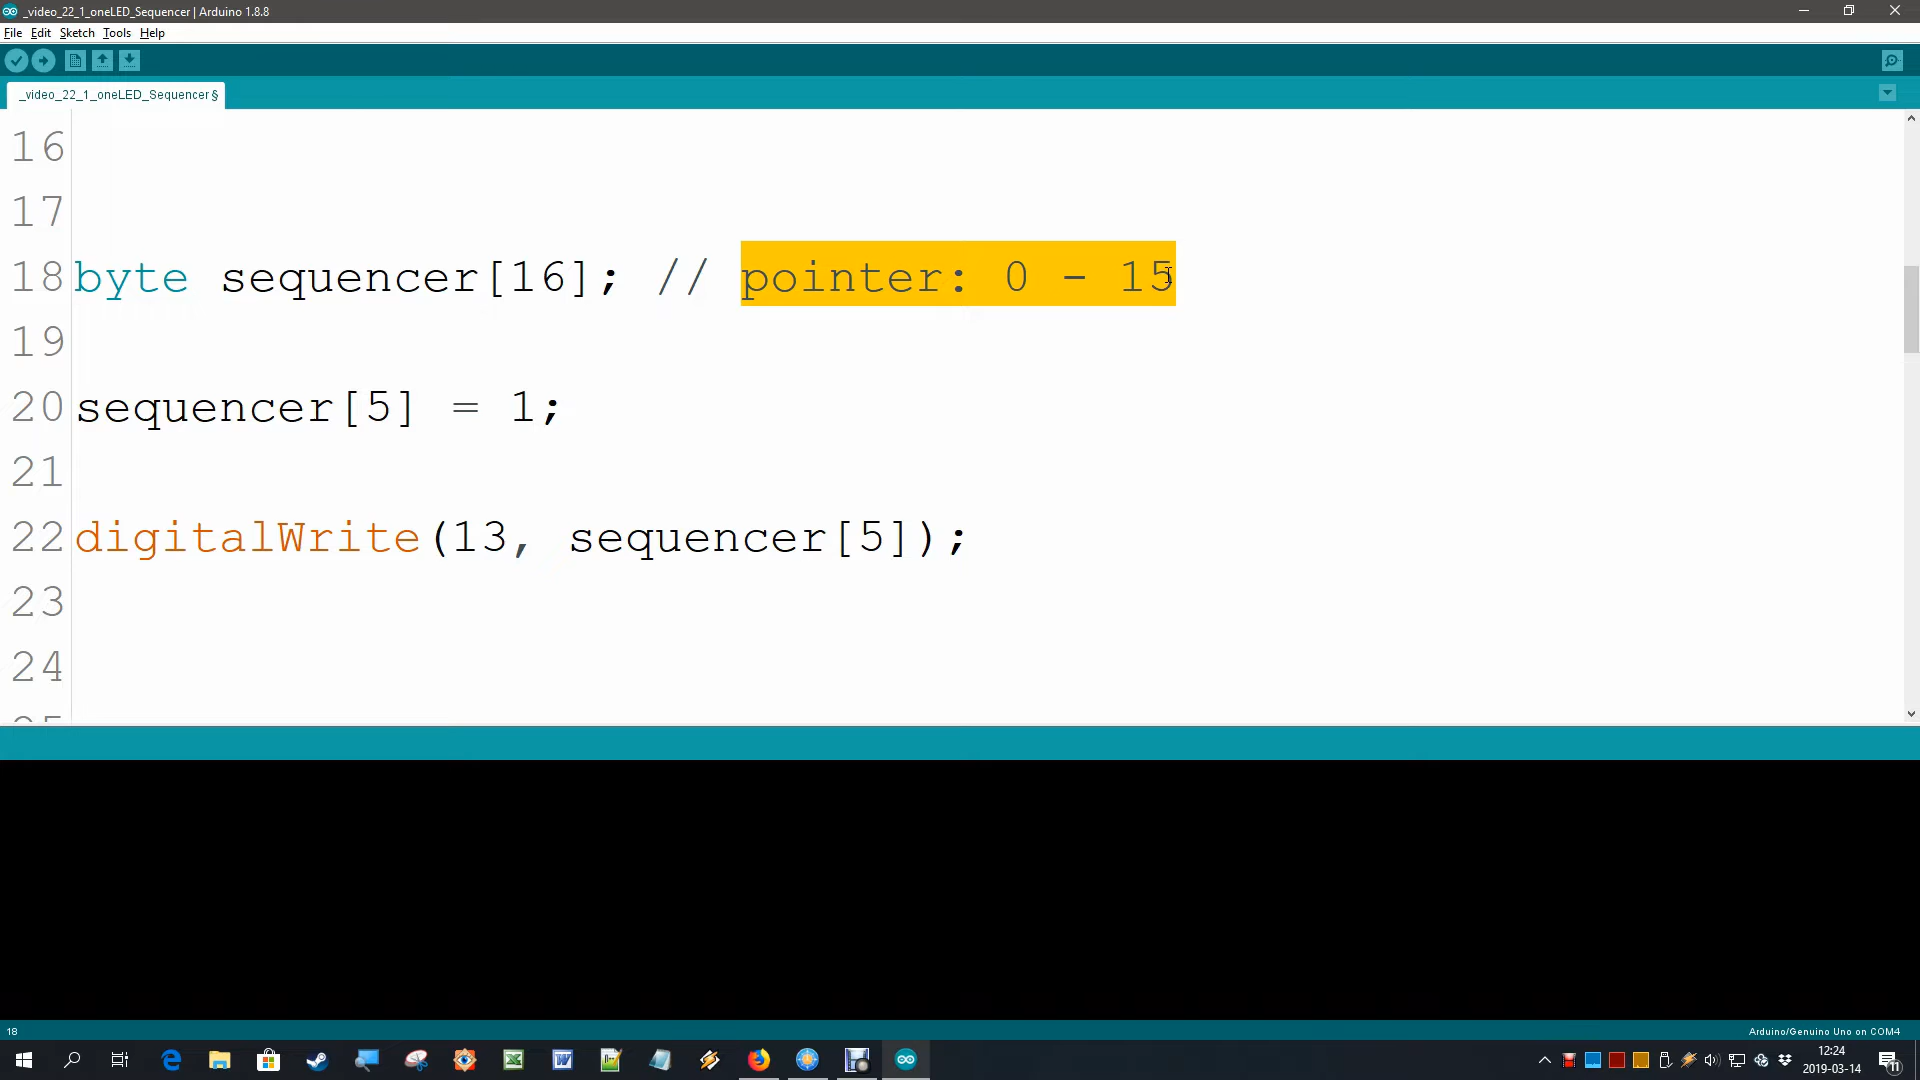 _video_22_1_oneLED_Sequencer | Arduino 1.8.8
File Edit Sketch Tools Help
_video_22_1_oneLED_Sequencer §
16
17
18 byte sequencer[16]; // pointer: 0 - 15
19
20 sequencer[5] = 1;
21
22 digitalWrite(13, sequencer[5]);
23
24
25
18
Arduino/Genuino Uno on COM4
12:24
2019-03-14
11